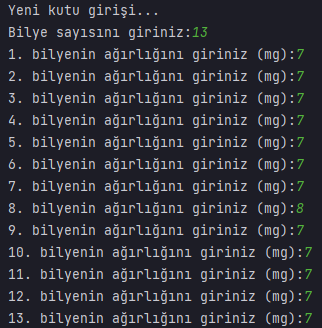 Yeni kutu girişi...
Bilye sayısını giriniz:13
1. bilyenin ağırlığını giriniz (mg):7
2. bilyenin ağırlığını giriniz (mg):7
3. bilyenin ağırlığını giriniz (mg):7
4. bilyenin ağırlığını giriniz (mg):7
5. bilyenin ağırlığını giriniz (mg):7
6. bilyenin ağırlığını giriniz (mg):7
7. bilyenin ağırlığını giriniz (mg):7
8. bilyenin ağırlığını giriniz (mg):8
9. bilyenin ağırlığını giriniz (mg):7
10. bilyenin ağırlığını giriniz (mg):7
11. bilyenin ağırlığını giriniz (mg):7
12. bilyenin ağırlığını giriniz (mg):7
13. bilyenin ağırlığını giriniz (mg):7